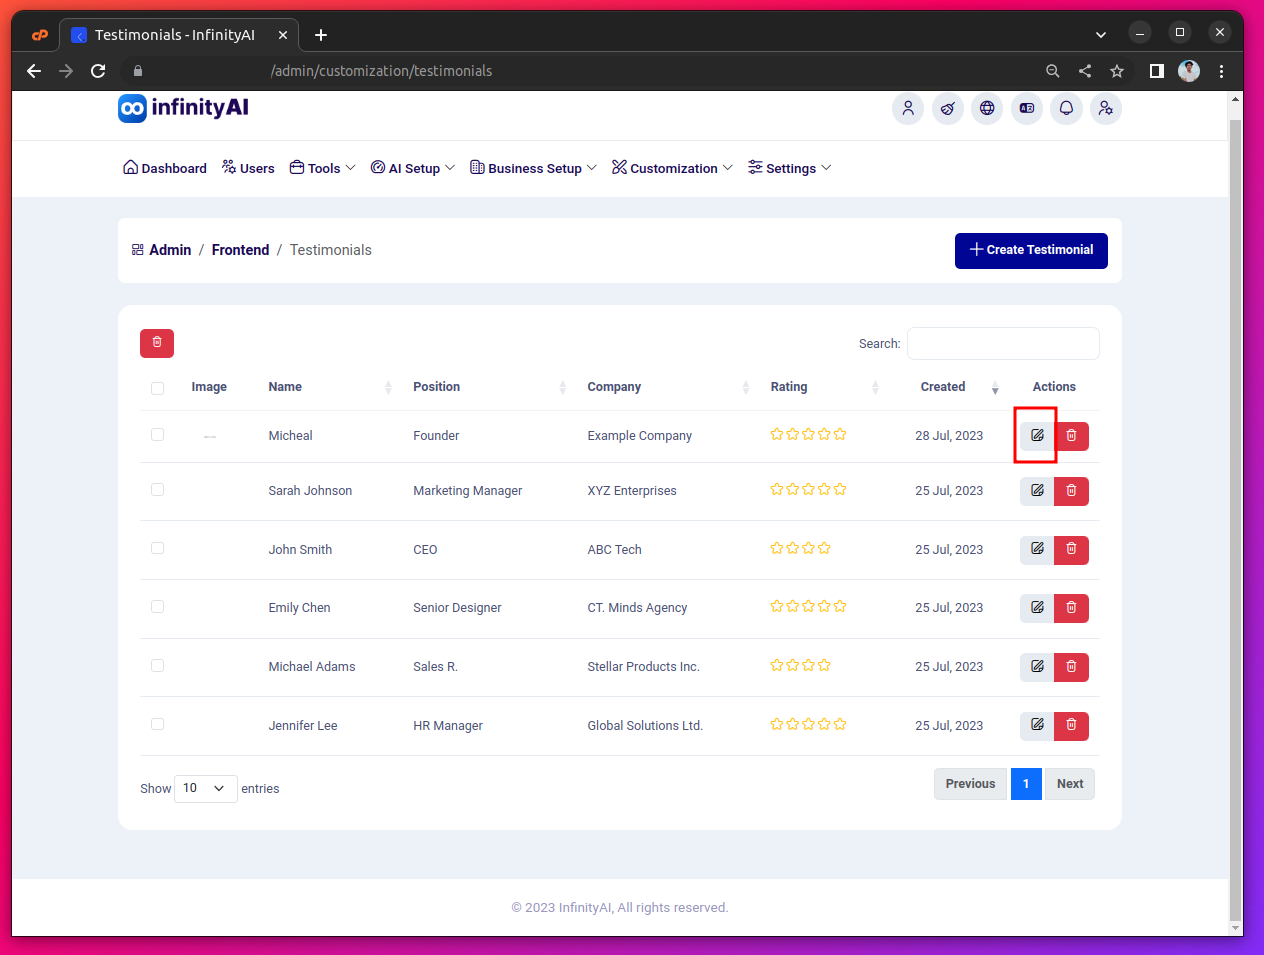 Testimonials - InfinityAI
/admin/customization/testimonials
infinityAI
Dashboard Users Tools AI Setup Business Setup Customization Settings
Admin / Frontend / Testimonials
Create Testimonial
Search:
Image Name Position Company Rating Created Actions
Micheal Founder Example Company 28 Jul, 2023
Sarah Johnson Marketing Manager XYZ Enterprises 25 Jul, 2023
John Smith CEO ABC Tech 25 Jul, 2023
Emily Chen Senior Designer CT. Minds Agency 25 Jul, 2023
Michael Adams Sales R. Stellar Products Inc. 25 Jul, 2023
Jennifer Lee HR Manager Global Solutions Ltd. 25 Jul, 2023
Show 10 entries
Previous 1 Next
© 2023 InfinityAI, All rights reserved.